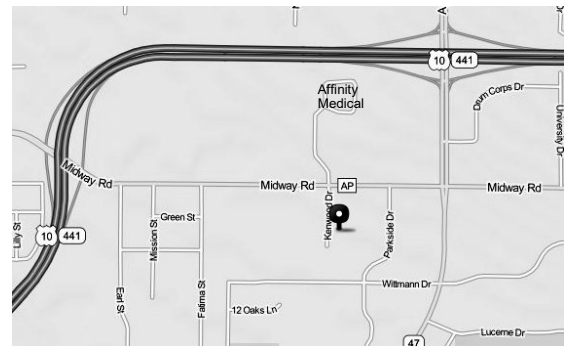 A
10 441
Affinity
Medical
Drum Corps Dr
University Dr
Midway Rd
Midway Rd
AP
Midway Rd
Lilly St
Mission St
Green St
Kenwood Dr
Parkside Dr
10 441
Earl St
Fatima St
Wittmann Dr
12 Oaks Ln
Lucerne Dr
47